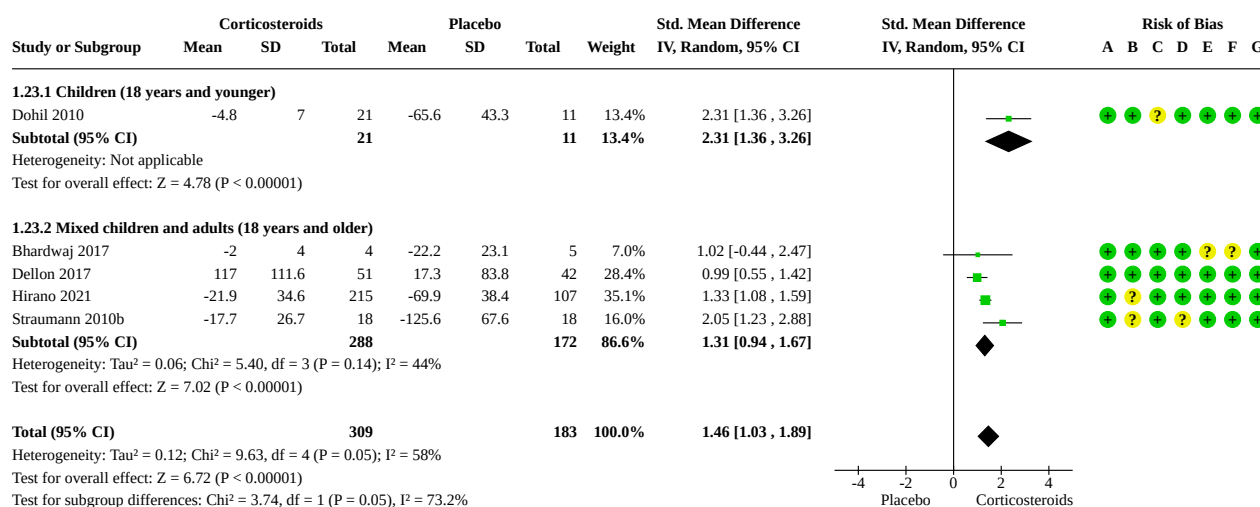 Corticosteroids Placebo Std. Mean Difference Std. Mean Difference Risk of Bias
Study or Subgroup Mean SD Total Mean SD Total Weight IV, Random, 95% CI IV, Random, 95% CI A B C D E F G
1.23.1 Children (18 years and younger)
Dohil 2010 -4.8 7 21 -65.6 43.3 11 13.4% 2.31 [1.36 , 3.26] + + ? + + + +
Subtotal (95% CI) 21 11 13.4% 2.31 [1.36 , 3.26]
Heterogeneity: Not applicable
Test for overall effect: Z = 4.78 (P < 0.00001)
1.23.2 Mixed children and adults (18 years and older)
Bhardwaj 2017 -2 4 4 -22.2 23.1 5 7.0% 1.02 [-0.44 , 2.47] + + + + ? ? +
Dellon 2017 117 111.6 51 17.3 83.8 42 28.4% 0.99 [0.55 , 1.42] + + + + + + +
Hirano 2021 -21.9 34.6 215 -69.9 38.4 107 35.1% 1.33 [1.08 , 1.59] + ? + + + + +
Straumann 2010b -17.7 26.7 18 -125.6 67.6 18 16.0% 2.05 [1.23 , 2.88] + ? + ? + + +
Subtotal (95% CI) 288 172 86.6% 1.31 [0.94 , 1.67]
Heterogeneity: Tau² = 0.06; Chi² = 5.40, df = 3 (P = 0.14); I² = 44%
Test for overall effect: Z = 7.02 (P < 0.00001)
Total (95% CI) 309 183 100.0% 1.46 [1.03 , 1.89]
Heterogeneity: Tau² = 0.12; Chi² = 9.63, df = 4 (P = 0.05); I² = 58%
Test for overall effect: Z = 6.72 (P < 0.00001) -4 -2 0 2 4
Test for subgroup differences: Chi² = 3.74, df = 1 (P = 0.05), I² = 73.2% Placebo Corticosteroids